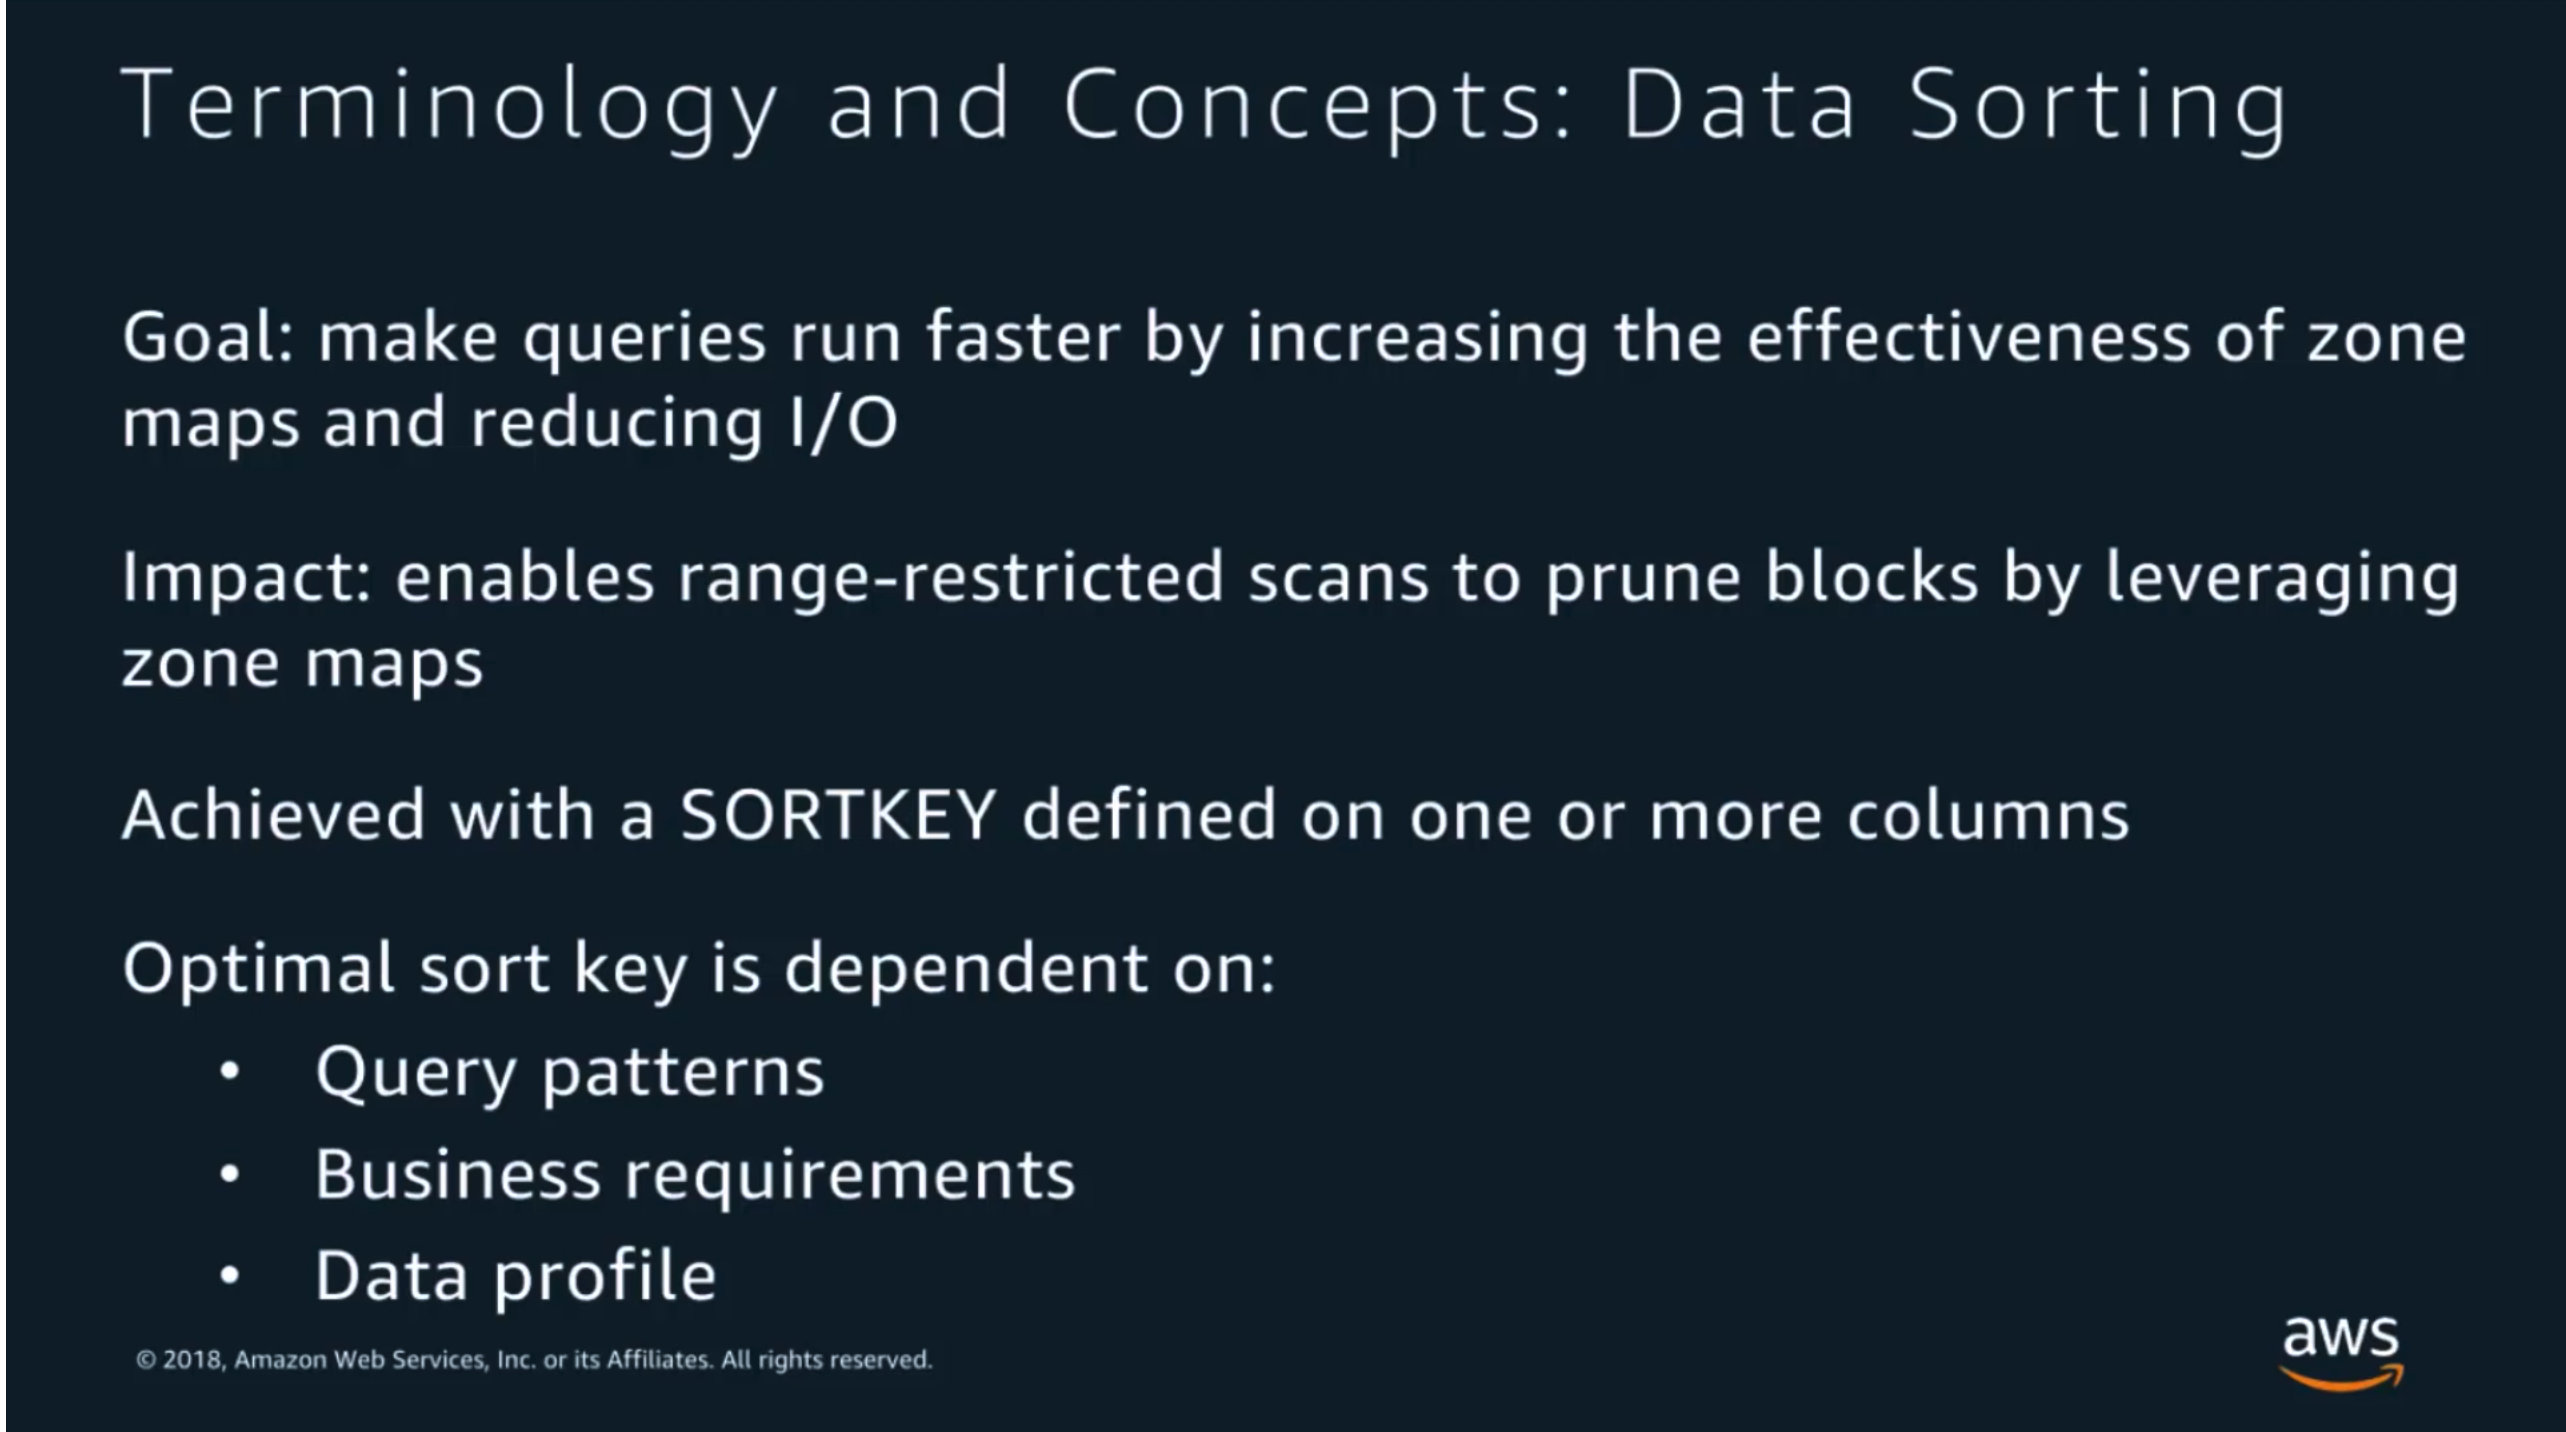 Terminology and Concepts: Data Sorting
Goal: make queries run faster by increasing the effectiveness of zone
maps and reducing I/O
Impact: enables range-restricted scans to prune blocks by leveraging
zone maps
Achieved with a SORTKEY defined on one or more columns
Optimal sort key is dependent on:
• Query patterns
• Business requirements
• Data profile
© 2018, Amazon Web Services, Inc. or its Affiliates. All rights reserved.
aws